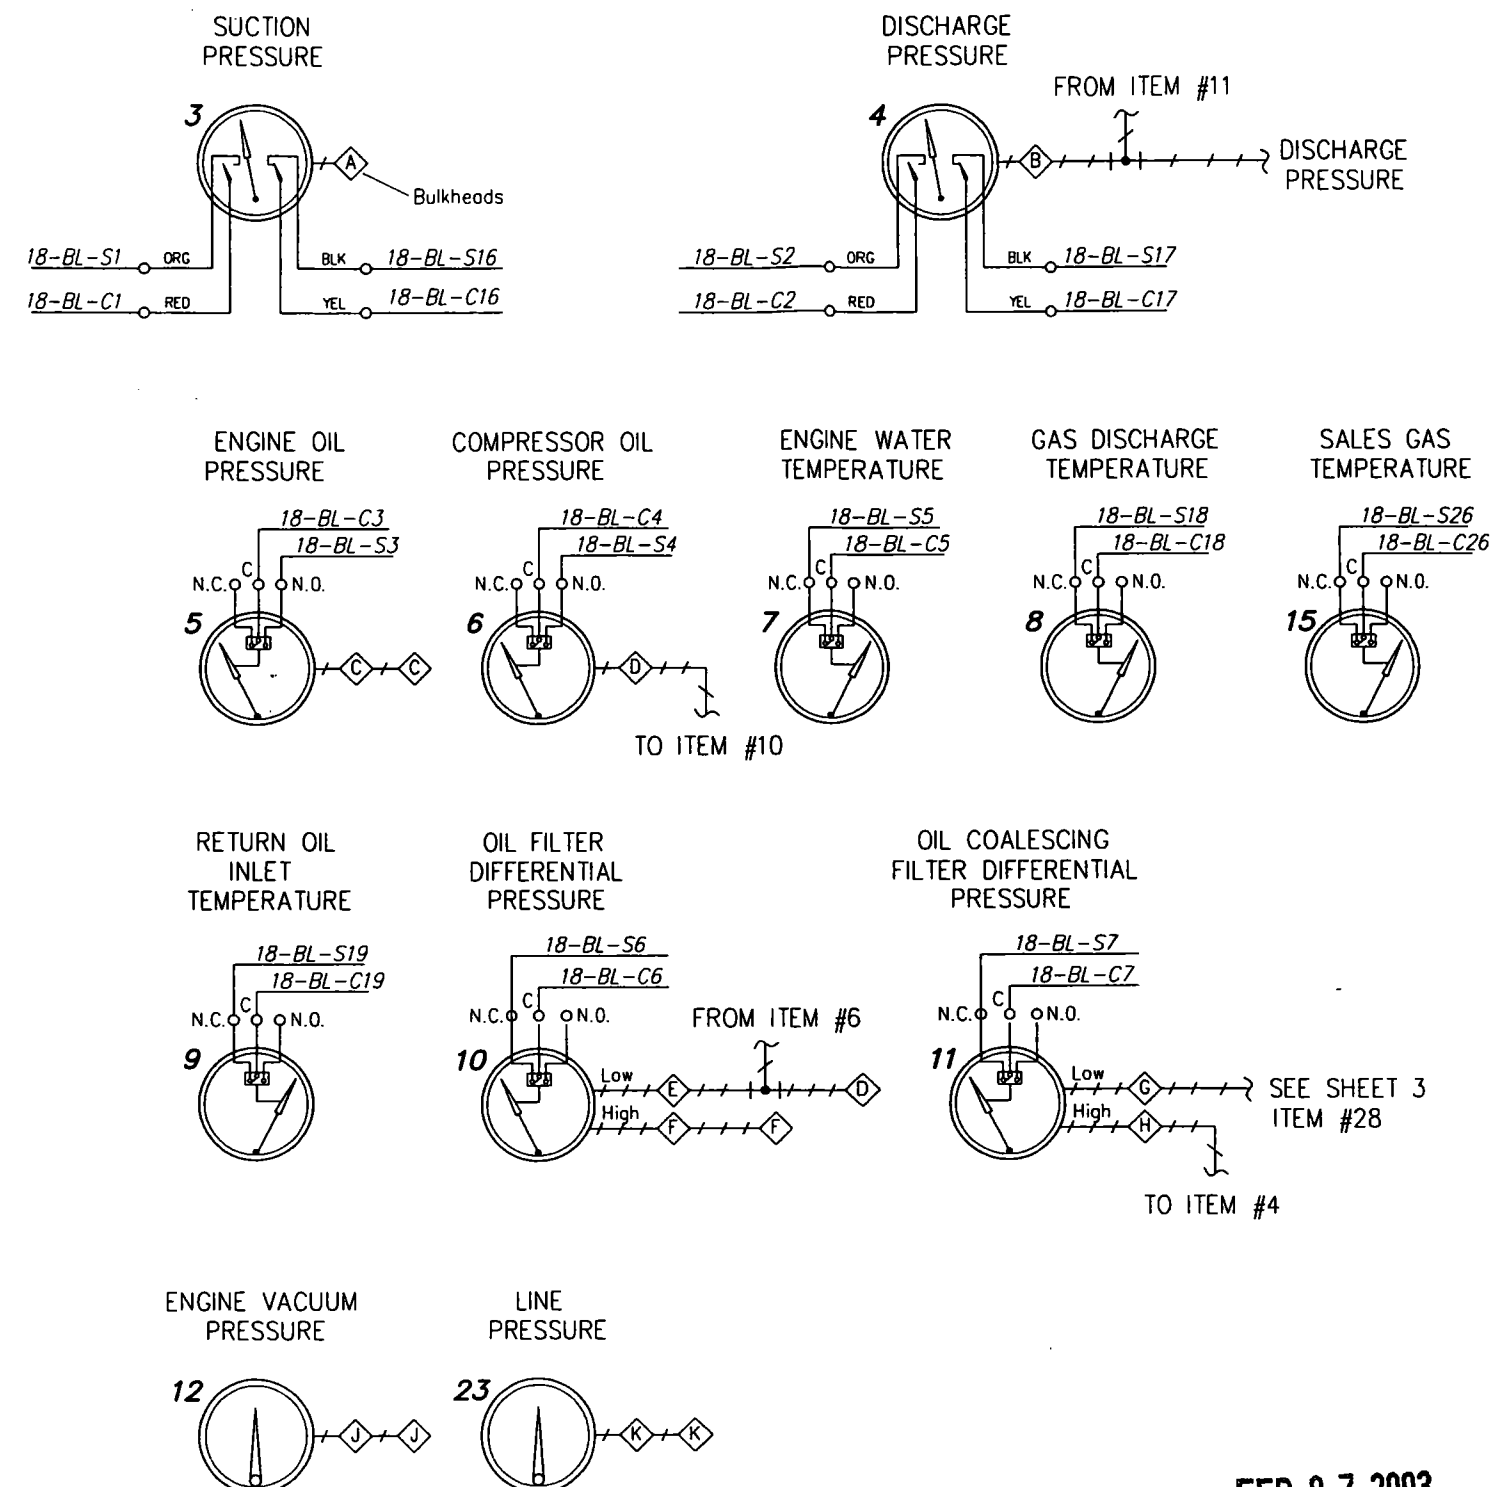 SUCTION
PRESSURE
DISCHARGE
PRESSURE
FROM ITEM #11
3
4
A
B
DISCHARGE
PRESSURE
Bulkheads
18-BL-S1
ORG
BLK
18-BL-S16
18-BL-S2
ORG
BLK
18-BL-S17
18-BL-C1
RED
YEL
18-BL-C16
18-BL-C2
RED
YEL
18-BL-C17
ENGINE OIL
PRESSURE
COMPRESSOR OIL
PRESSURE
ENGINE WATER
TEMPERATURE
GAS DISCHARGE
TEMPERATURE
SALES GAS
TEMPERATURE
18-BL-C3
18-BL-S3
N.C.
C
N.O.
5
C
C
18-BL-C4
18-BL-S4
N.C.
C
N.O.
6
D
TO ITEM #10
18-BL-S5
18-BL-C5
N.C.
C
N.O.
7
18-BL-S18
18-BL-C18
N.C.
C
N.O.
8
18-BL-S26
18-BL-C26
N.C.
C
N.O.
15
RETURN OIL
INLET
TEMPERATURE
OIL FILTER
DIFFERENTIAL
PRESSURE
OIL COALESCING
FILTER DIFFERENTIAL
PRESSURE
18-BL-S19
18-BL-C19
N.C.
C
N.O.
9
18-BL-S6
18-BL-C6
N.C.
C
N.O.
FROM ITEM #6
10
Low
E
D
High
F
F
18-BL-S7
18-BL-C7
N.C.
C
N.O.
11
Low
G
SEE SHEET 3
ITEM #28
High
H
TO ITEM #4
ENGINE VACUUM
PRESSURE
LINE
PRESSURE
12
J
J
23
K
K